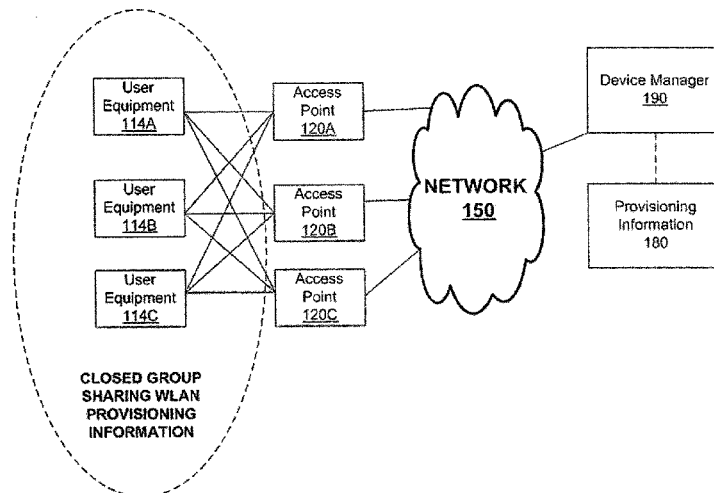 User
Equipment
114A
Access
Point
120A
Device Manager
190
User
Equipment
114B
Access
Point
120B
NETWORK
150
Provisioning
Information
180
User
Equipment
114C
Access
Point
120C
CLOSED GROUP
SHARING WLAN
PROVISIONING
INFORMATION